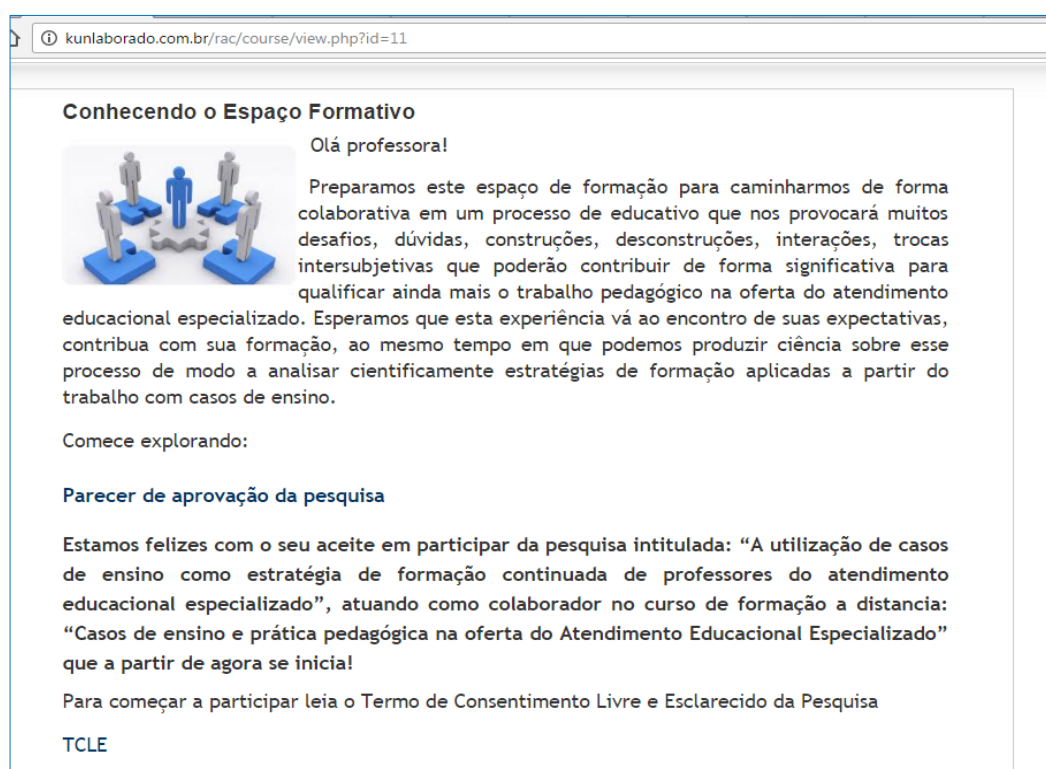 kunlaborado.com.br/rac/course/view.php?id=11
Conhecendo o Espaço Formativo
Olá professora!
Preparamos este espaço de formação para caminharmos de forma
colaborativa em um processo de educativo que nos provocará muitos
desafios, dúvidas, construções, desconstruções, interações, trocas
intersubjetivas que poderão contribuir de forma significativa para
qualificar ainda mais o trabalho pedagógico na oferta do atendimento
educacional especializado. Esperamos que esta experiência vá ao encontro de suas expectativas,
contribua com sua formação, ao mesmo tempo em que podemos produzir ciência sobre esse
processo de modo a analisar cientificamente estratégias de formação aplicadas a partir do
trabalho com casos de ensino.
Comece explorando:
Parecer de aprovação da pesquisa
Estamos felizes com o seu aceite em participar da pesquisa intitulada: “A utilização de casos
de ensino como estratégia de formação continuada de professores do atendimento
educacional especializado”, atuando como colaborador no curso de formação a distancia:
“Casos de ensino e prática pedagógica na oferta do Atendimento Educacional Especializado”
que a partir de agora se inicia!
Para começar a participar leia o Termo de Consentimento Livre e Esclarecido da Pesquisa
TCLE